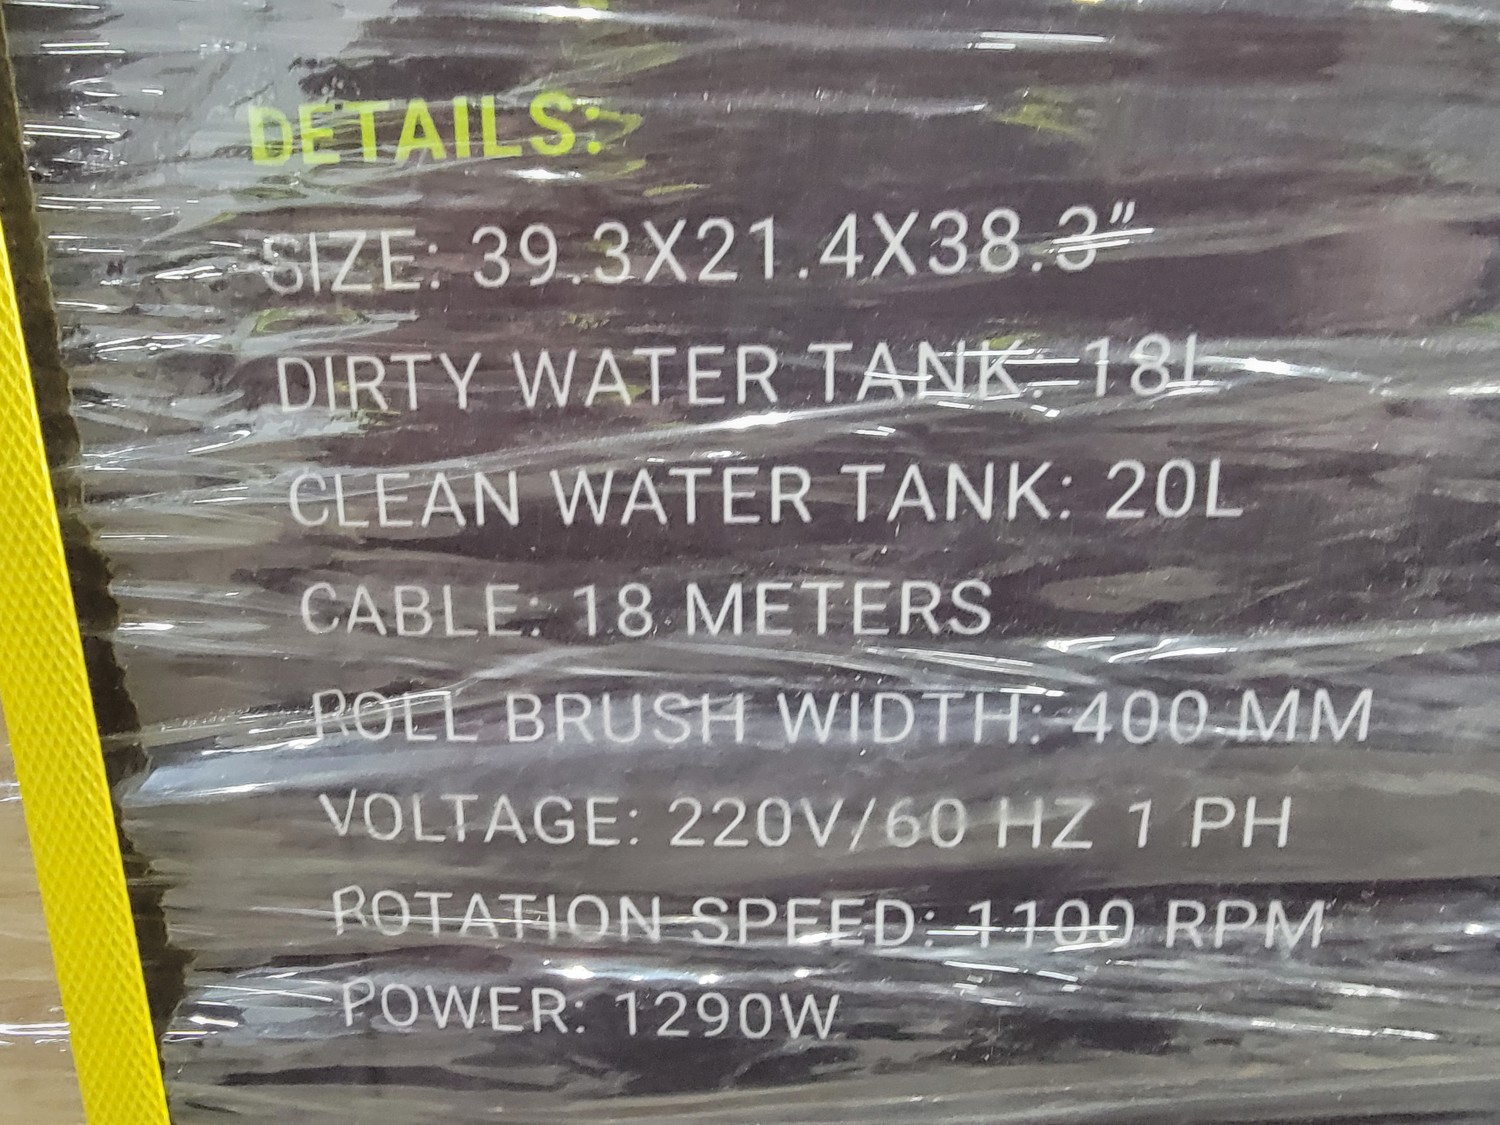 DETAILS:
SIZE: 39.3X21.4X38.3”
DIRTY WATER TANK: 18L
CLEAN WATER TANK: 20L
CABLE: 18 METERS
ROLL BRUSH WIDTH: 400 MM
VOLTAGE: 220V/60 HZ 1 PH
ROTATION SPEED: 1100 RPM
POWER: 1290W